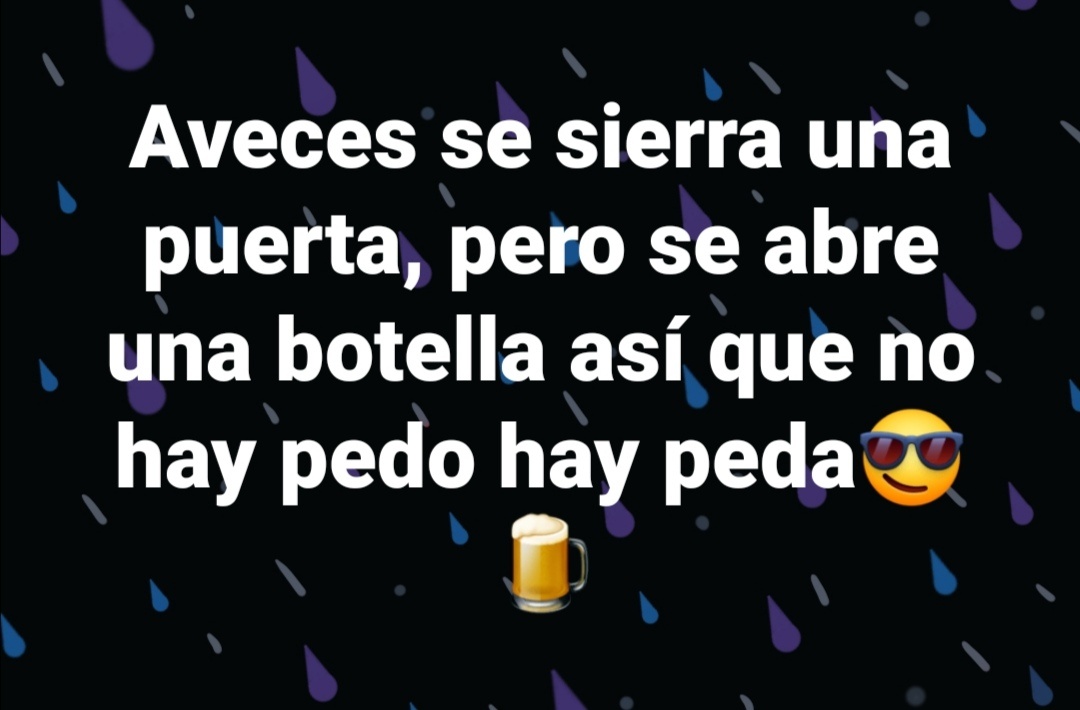 Aveces se sierra una
puerta, pero se abre
una botella así que no
hay pedo hay peda😎
🍺